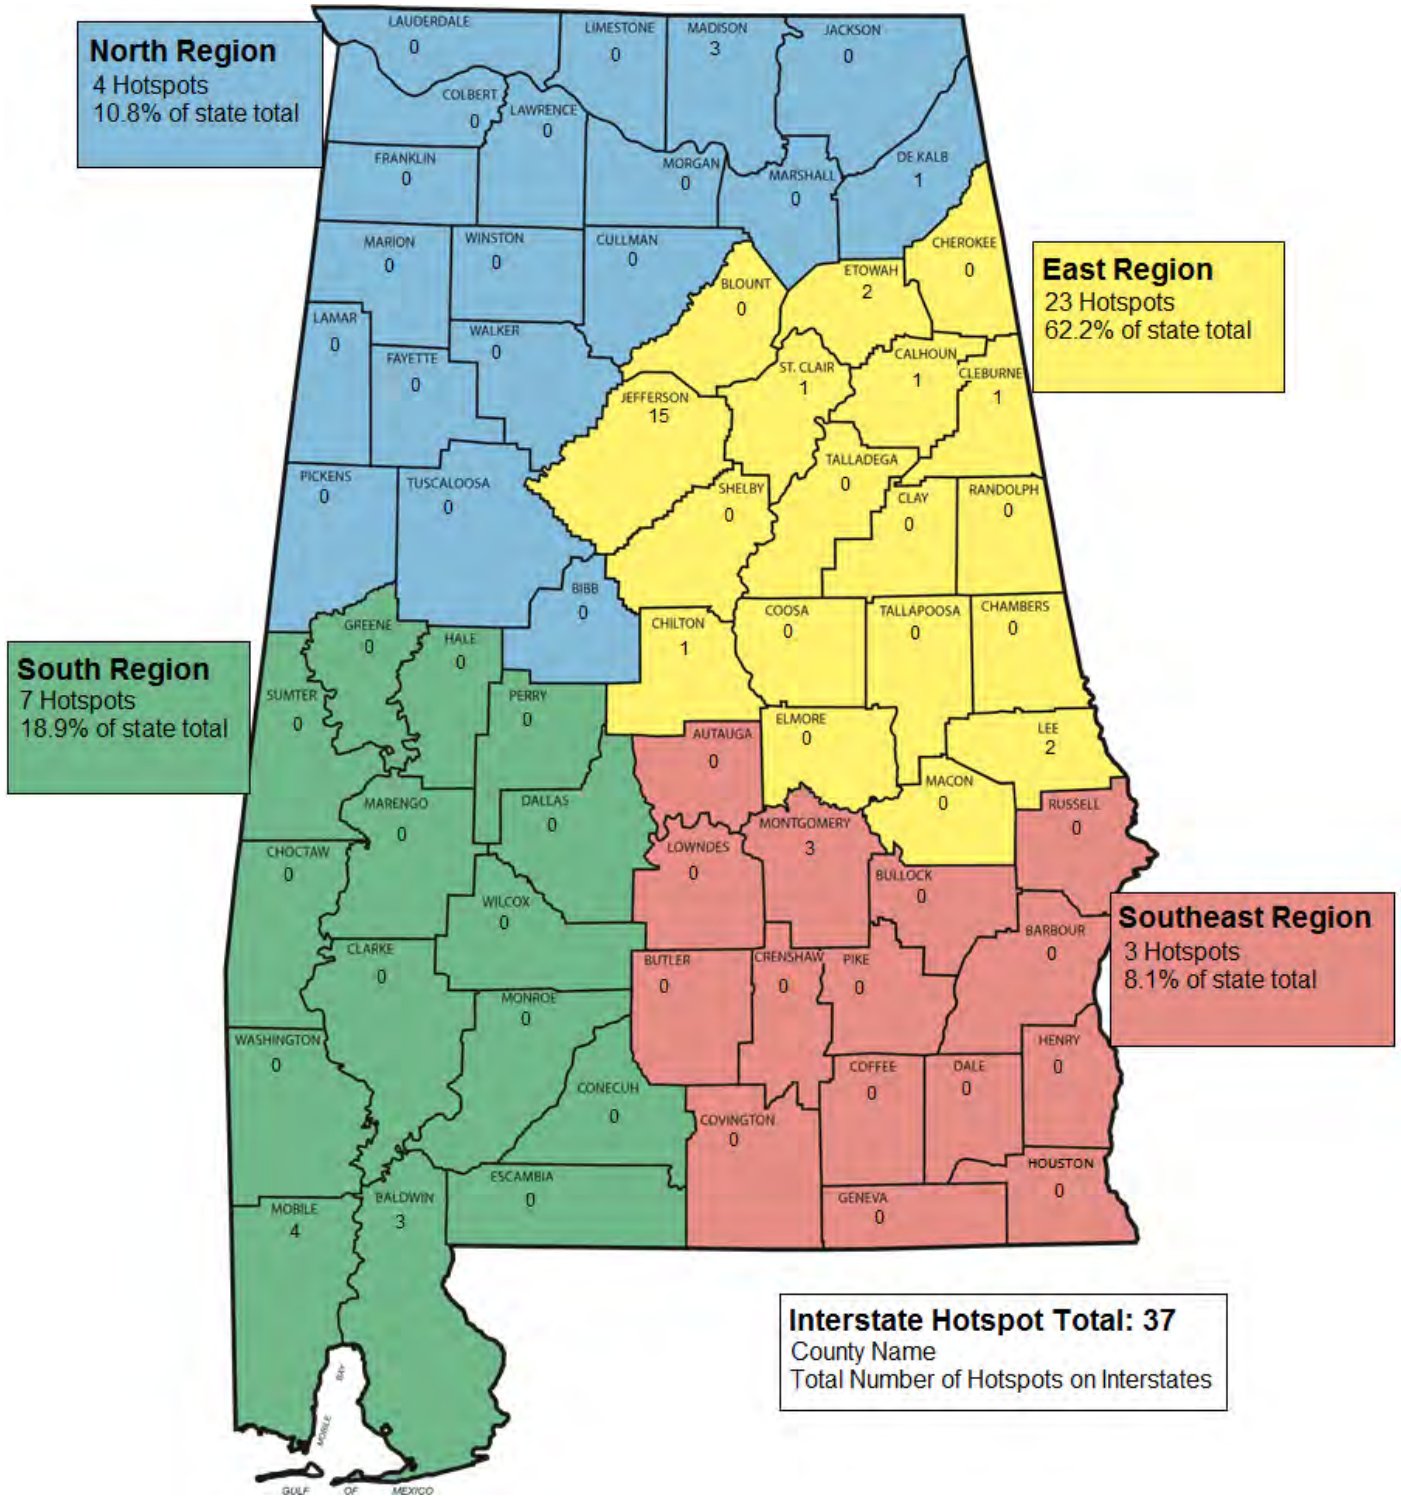 North Region
4 Hotspots
10.8% of state total
LAUDERDALE
0
LIMESTONE
0
MADISON
3
JACKSON
0
COLBERT
0
LAWRENCE
0
FRANKLIN
0
MORGAN
0
MARSHALL
0
DE KALB
1
MARION
0
WINSTON
0
CULLMAN
0
BLOUNT
0
ETOWAH
2
CHEROKEE
0
East Region
23 Hotspots
62.2% of state total
LAMAR
0
FAYETTE
0
WALKER
0
JEFFERSON
15
ST. CLAIR
1
CALHOUN
1
CLEBURNE
1
PICKENS
0
TUSCALOOSA
0
SHELBY
0
TALLADEGA
0
CLAY
0
RANDOLPH
0
BIBB
0
CHILTON
1
COOSA
0
TALLAPOOSA
0
CHAMBERS
0
South Region
7 Hotspots
18.9% of state total
GREENE
0
HALE
0
SUMTER
0
PERRY
0
AUTAUGA
0
ELMORE
0
LEE
2
MACON
0
RUSSELL
0
MARENGO
0
DALLAS
0
LOWNDES
0
MONTGOMERY
3
BULLOCK
0
CHOCTAW
0
WILCOX
0
Southeast Region
3 Hotspots
8.1% of state total
BARBOUR
0
CLARKE
0
BUTLER
0
CRENSHAW
0
PIKE
0
MONROE
0
WASHINGTON
0
CONECUH
0
COFFEE
0
DALE
0
HENRY
0
COVINGTON
0
ESCAMBIA
0
HOUSTON
0
GENEVA
0
MOBILE
4
BALDWIN
3
Interstate Hotspot Total: 37
County Name
Total Number of Hotspots on Interstates
MOBILE BAY
GULF OF MEXICO